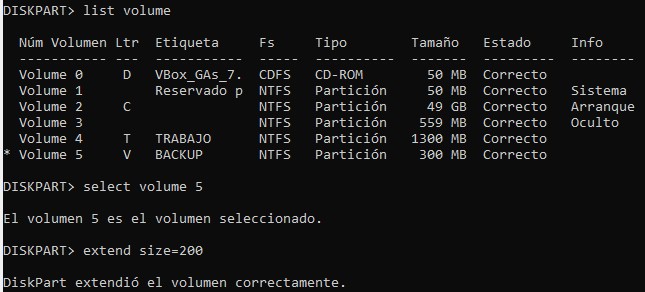 DISKPART> list volume
Núm Volumen Ltr Etiqueta Fs Tipo Tamaño Estado Info
----------- --- ----------- ----- ---------- ------- --------- --------
Volume 0 D VBox_GAs_7. CDFS CD-ROM 50 MB Correcto
Volume 1 Reservado p NTFS Partición 50 MB Correcto Sistema
Volume 2 C NTFS Partición 49 GB Correcto Arranque
Volume 3 NTFS Partición 559 MB Correcto Oculto
Volume 4 T TRABAJO NTFS Partición 1300 MB Correcto
* Volume 5 V BACKUP NTFS Partición 300 MB Correcto
DISKPART> select volume 5
El volumen 5 es el volumen seleccionado.
DISKPART> extend size=200
DiskPart extendió el volumen correctamente.